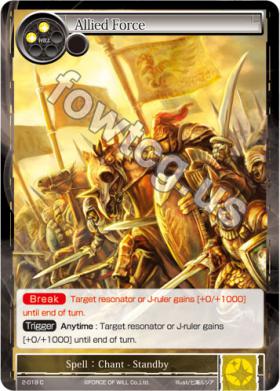 Allied Force
WILL
fowtcg.us
Break Target resonator or J-ruler gains [+0/+1000]
until end of turn.
Trigger Anytime : Target resonator or J-ruler gains
[+0/+1000] until end of turn.
Spell : Chant - Standby
2-018 C
©FORCE OF WILL Co.,Ltd.